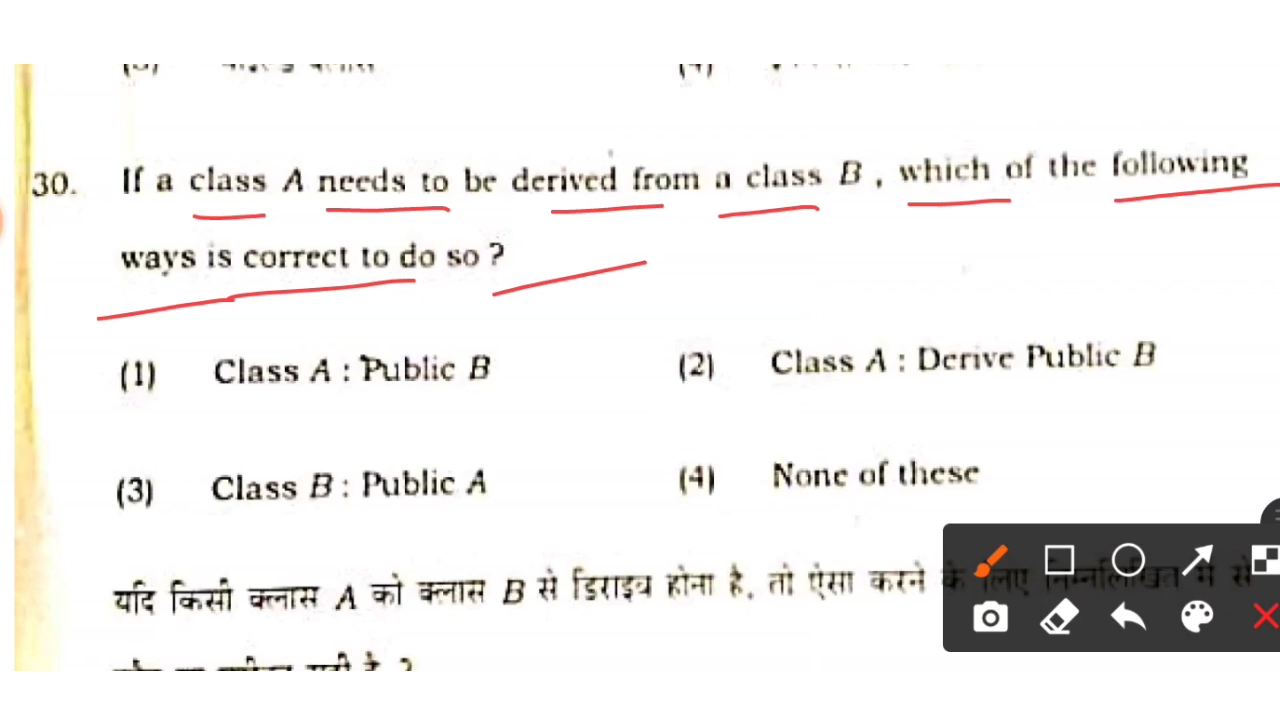 30. If a class A needs to be derived from a class B , which of the following
ways is correct to do so ?
(1) Class A : Public B (2) Class A : Derive Public B
(3) Class B : Public A (4) None of these
यदि किसी क्लास A को क्लास B से डिराइव होना है, तो ऐसा करने के लिए निम्नलिखित में से